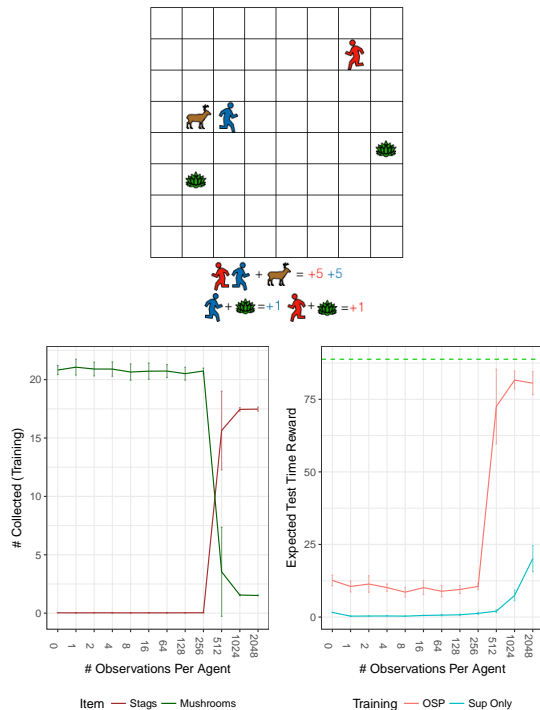 + = +5 +5
+ =+1 + =+1
# Collected (Training)
20
15
10
5
0
0 1 2 4 8 16 64 128 256 512 1024 2048
# Observations Per Agent
Item Stags Mushrooms
Expected Test Time Reward
75
50
25
0
0 1 2 4 8 16 64 128 256 512 1024 2048
# Observations Per Agent
Training OSP Sup Only